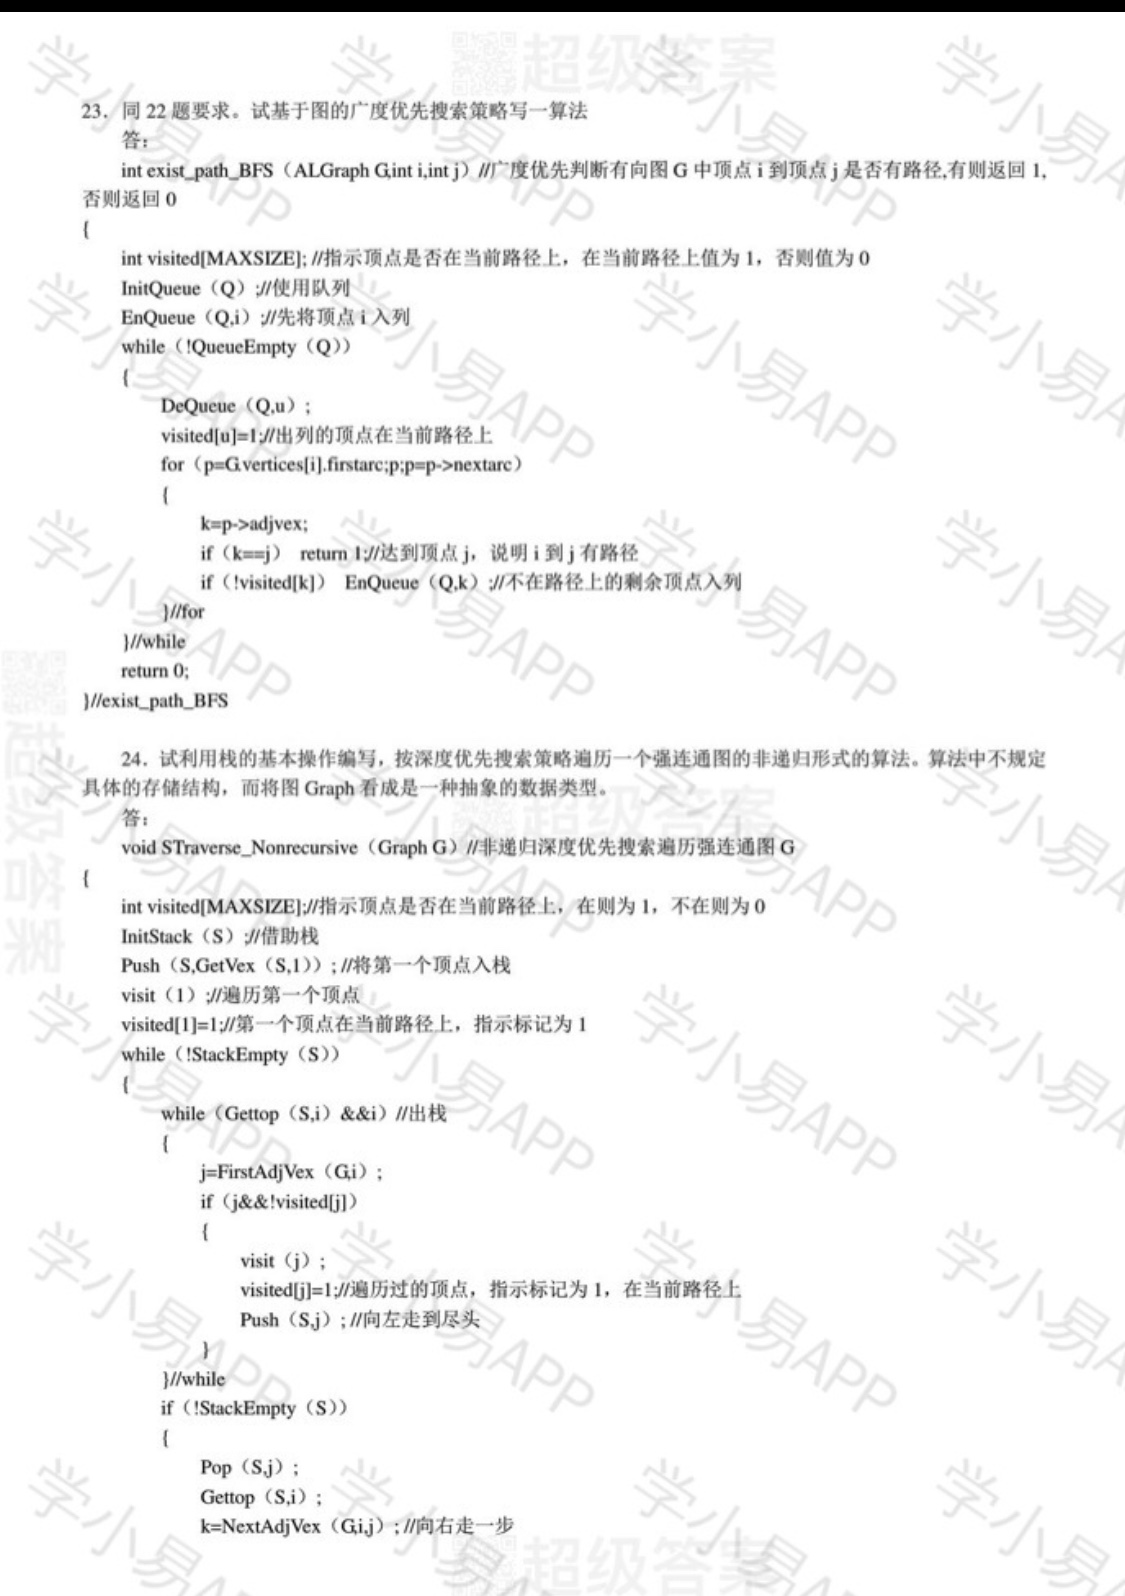 超级答案
23．同 22 题要求。试基于图的广度优先搜索策略写一算法
答：
int exist_path_BFS（ALGraph G,int i,int j）//广度优先判断有向图 G 中顶点 i 到顶点 j 是否有路径,有则返回 1,
否则返回 0
{
int visited[MAXSIZE]; //指示顶点是否在当前路径上，在当前路径上值为 1，否则值为 0
InitQueue（Q）;//使用队列
EnQueue（Q,i）;//先将顶点 i 入列
while（!QueueEmpty（Q））
{
DeQueue（Q,u）;
visited[u]=1;//出列的顶点在当前路径上
for（p=G.vertices[i].firstarc;p;p=p->nextarc）
{
k=p->adjvex;
if（k==j） return 1;//达到顶点 j，说明 i 到 j 有路径
if（!visited[k]） EnQueue（Q,k）;//不在路径上的剩余顶点入列
}//for
}//while
return 0;
}//exist_path_BFS
24．试利用栈的基本操作编写，按深度优先搜索策略遍历一个强连通图的非递归形式的算法。算法中不规定
具体的存储结构，而将图 Graph 看成是一种抽象的数据类型。
答：
void STraverse_Nonrecursive（Graph G）//非递归深度优先搜索遍历强连通图 G
{
int visited[MAXSIZE];//指示顶点是否在当前路径上，在则为 1，不在则为 0
InitStack（S）;//借助栈
Push（S,GetVex（S,1））; //将第一个顶点入栈
visit（1）;//遍历第一个顶点
visited[1]=1;//第一个顶点在当前路径上，指示标记为 1
while（!StackEmpty（S））
{
while（Gettop（S,i）&&i）//出栈
{
j=FirstAdjVex（G,i）;
if（j&&!visited[j]）
{
visit（j）;
visited[j]=1;//遍历过的顶点，指示标记为 1，在当前路径上
Push（S,j）; //向左走到尽头
}
}//while
if（!StackEmpty（S））
{
Pop（S,j）;
Gettop（S,i）;
k=NextAdjVex（G,i,j）; //向右走一步
学小易APP
超级答案